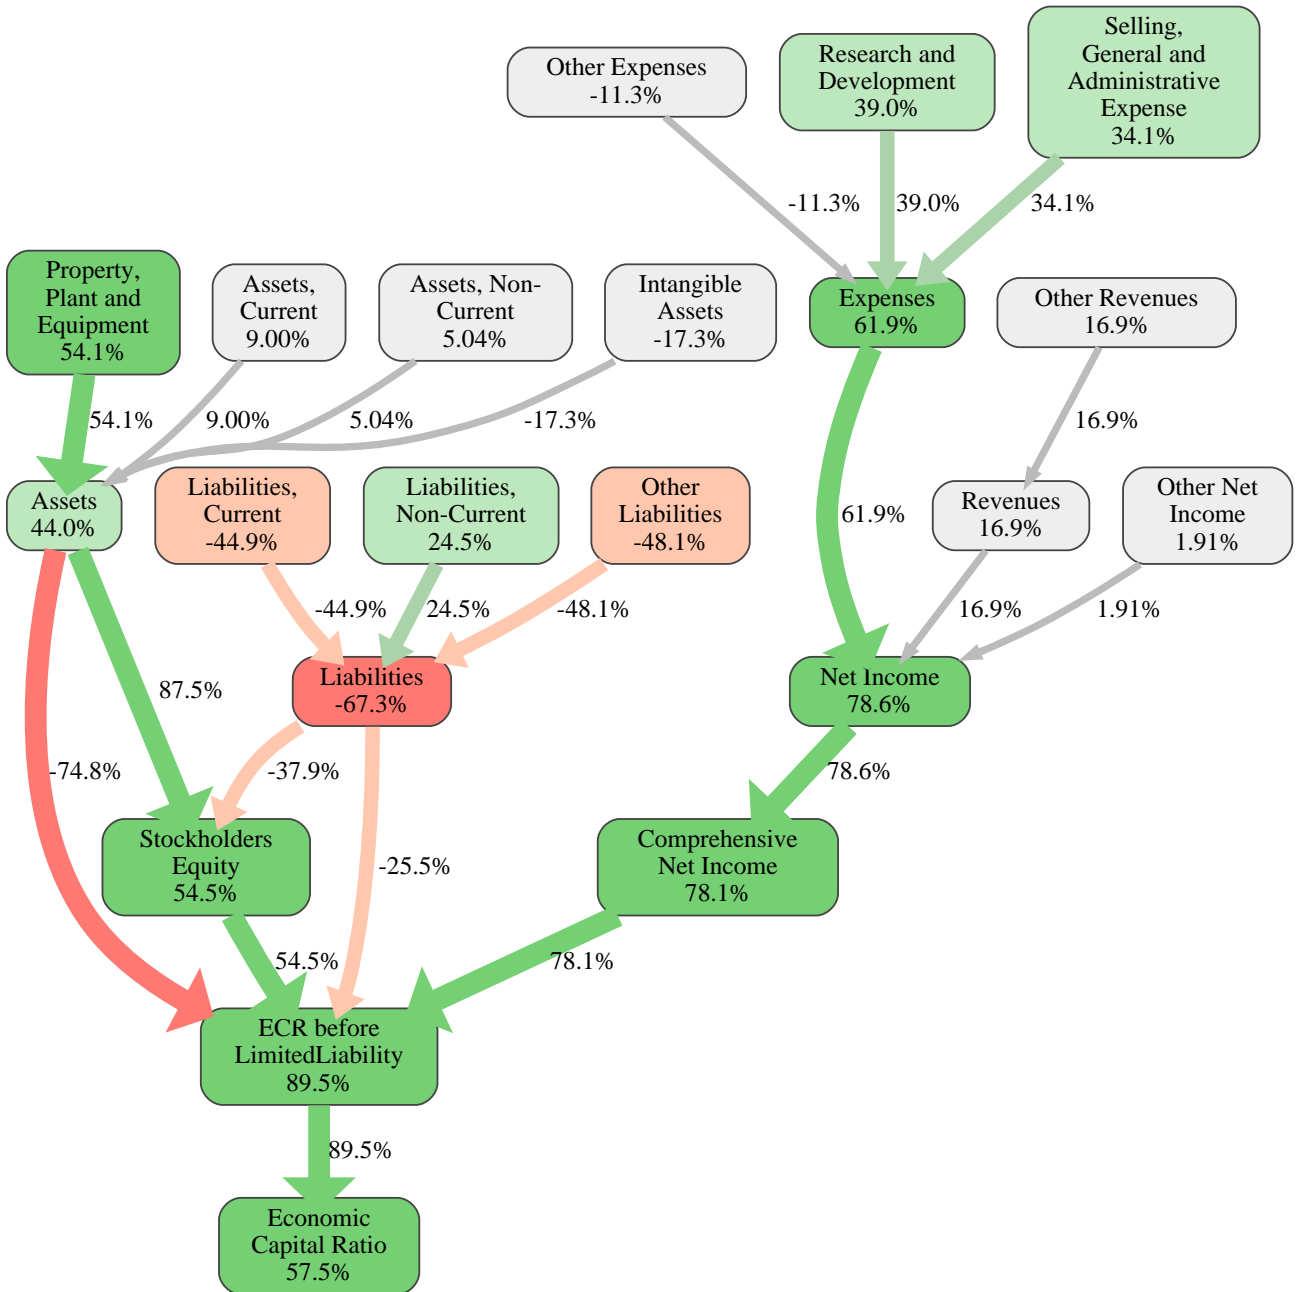 Selling,
General and
Administrative
Expense
34.1%
Research and
Development
39.0%
Other Expenses
-11.3%
-11.3%
39.0%
34.1%
Property,
Plant and
Equipment
54.1%
Assets,
Current
9.00%
Assets, Non-
Current
5.04%
Intangible
Assets
-17.3%
Expenses
61.9%
Other Revenues
16.9%
54.1%
9.00%
5.04%
-17.3%
16.9%
Assets
44.0%
Liabilities,
Current
-44.9%
Liabilities,
Non-Current
24.5%
Other
Liabilities
-48.1%
61.9%
Revenues
16.9%
Other Net
Income
1.91%
-44.9%
24.5%
-48.1%
16.9%
1.91%
87.5%
Liabilities
-67.3%
Net Income
78.6%
-74.8%
-37.9%
78.6%
Stockholders
Equity
54.5%
-25.5%
Comprehensive
Net Income
78.1%
54.5%
78.1%
ECR before
LimitedLiability
89.5%
89.5%
Economic
Capital Ratio
57.5%